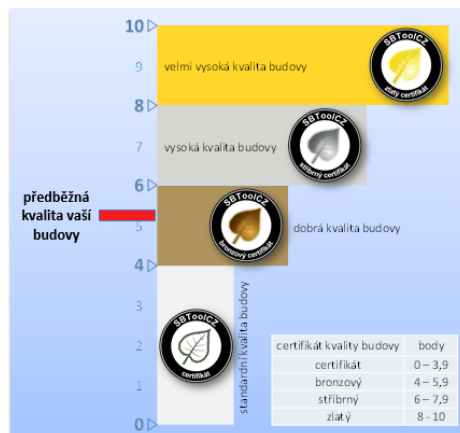 10
9
velmi vysoká kvalita budovy
SBToolCZ
zlatý certifikát
8
7
vysoká kvalita budovy
SBToolCZ
stříbrný certifikát
6
předběžná
kvalita vaší
budovy
5
SBToolCZ
bronzový certifikát
dobrá kvalita budovy
4
3
2
1
0
SBToolCZ
certifikát
standardní kvalita budovy
certifikát kvality budovy body
certifikát 0 – 3,9
bronzový 4 – 5,9
stříbrný 6 – 7,9
zlatý 8 - 10